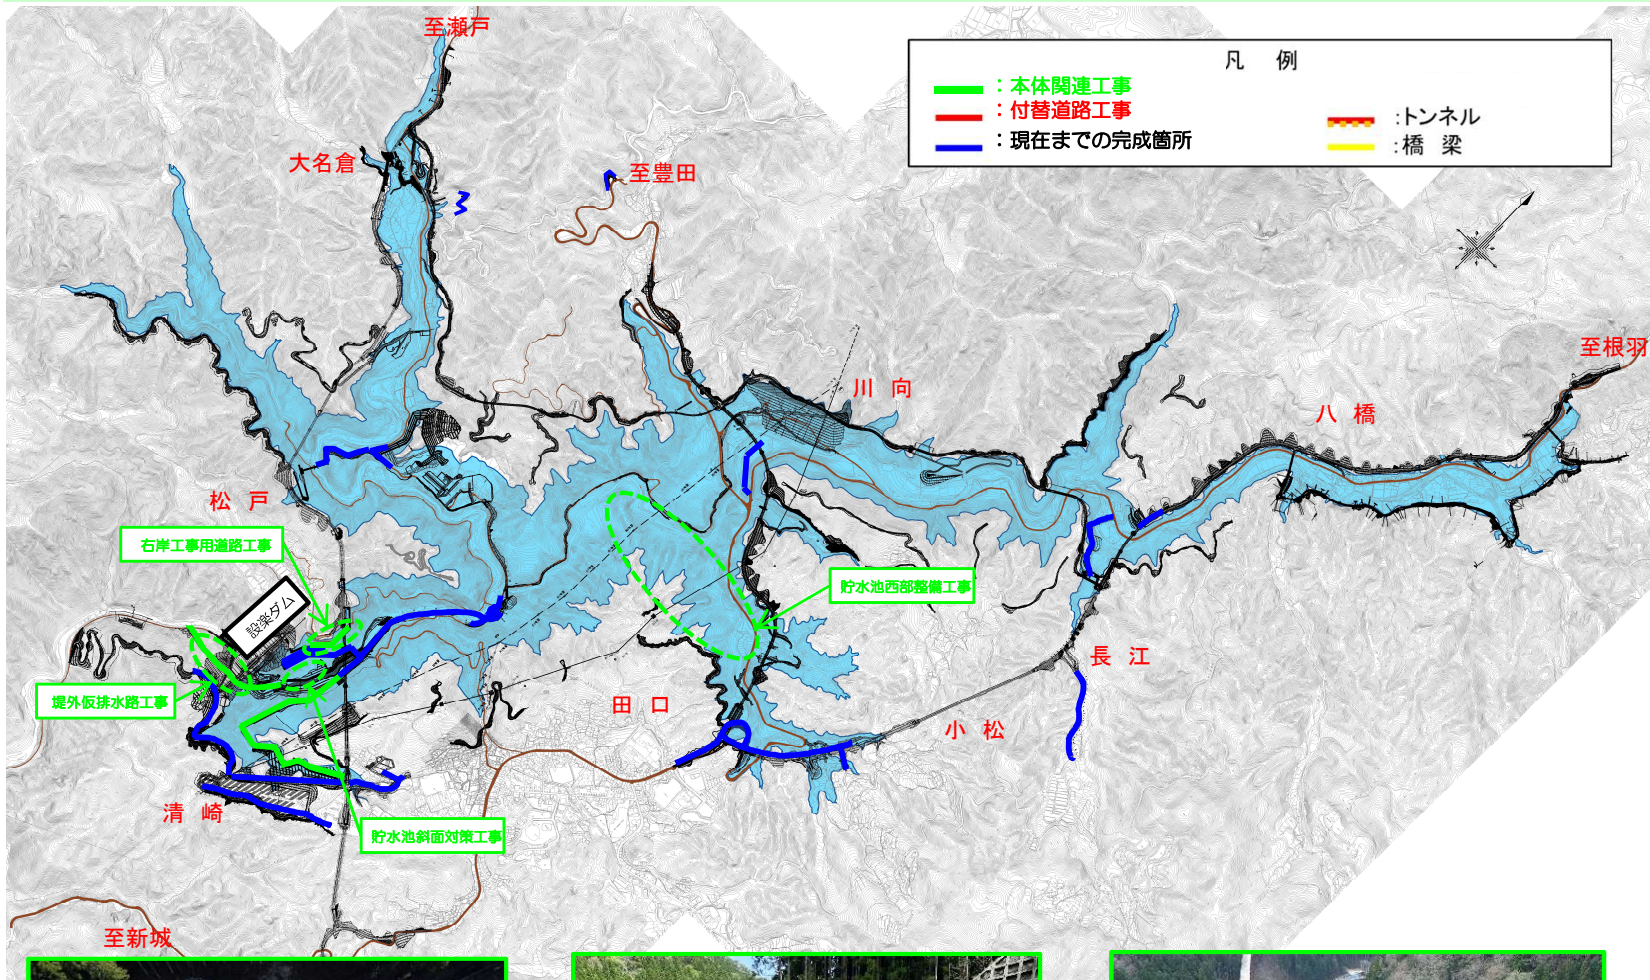 至瀬戸
凡 例
：本体関連工事
：付替道路工事
：現在までの完成箇所
:トンネル
:橋 梁
大名倉
至豊田
至根羽
川 向
八 橋
松 戸
右岸工事用道路工事
設楽ダム
貯水池西部整備工事
長 江
堤外仮排水路工事
田 口
小 松
清 崎
貯水池斜面対策工事
至新城